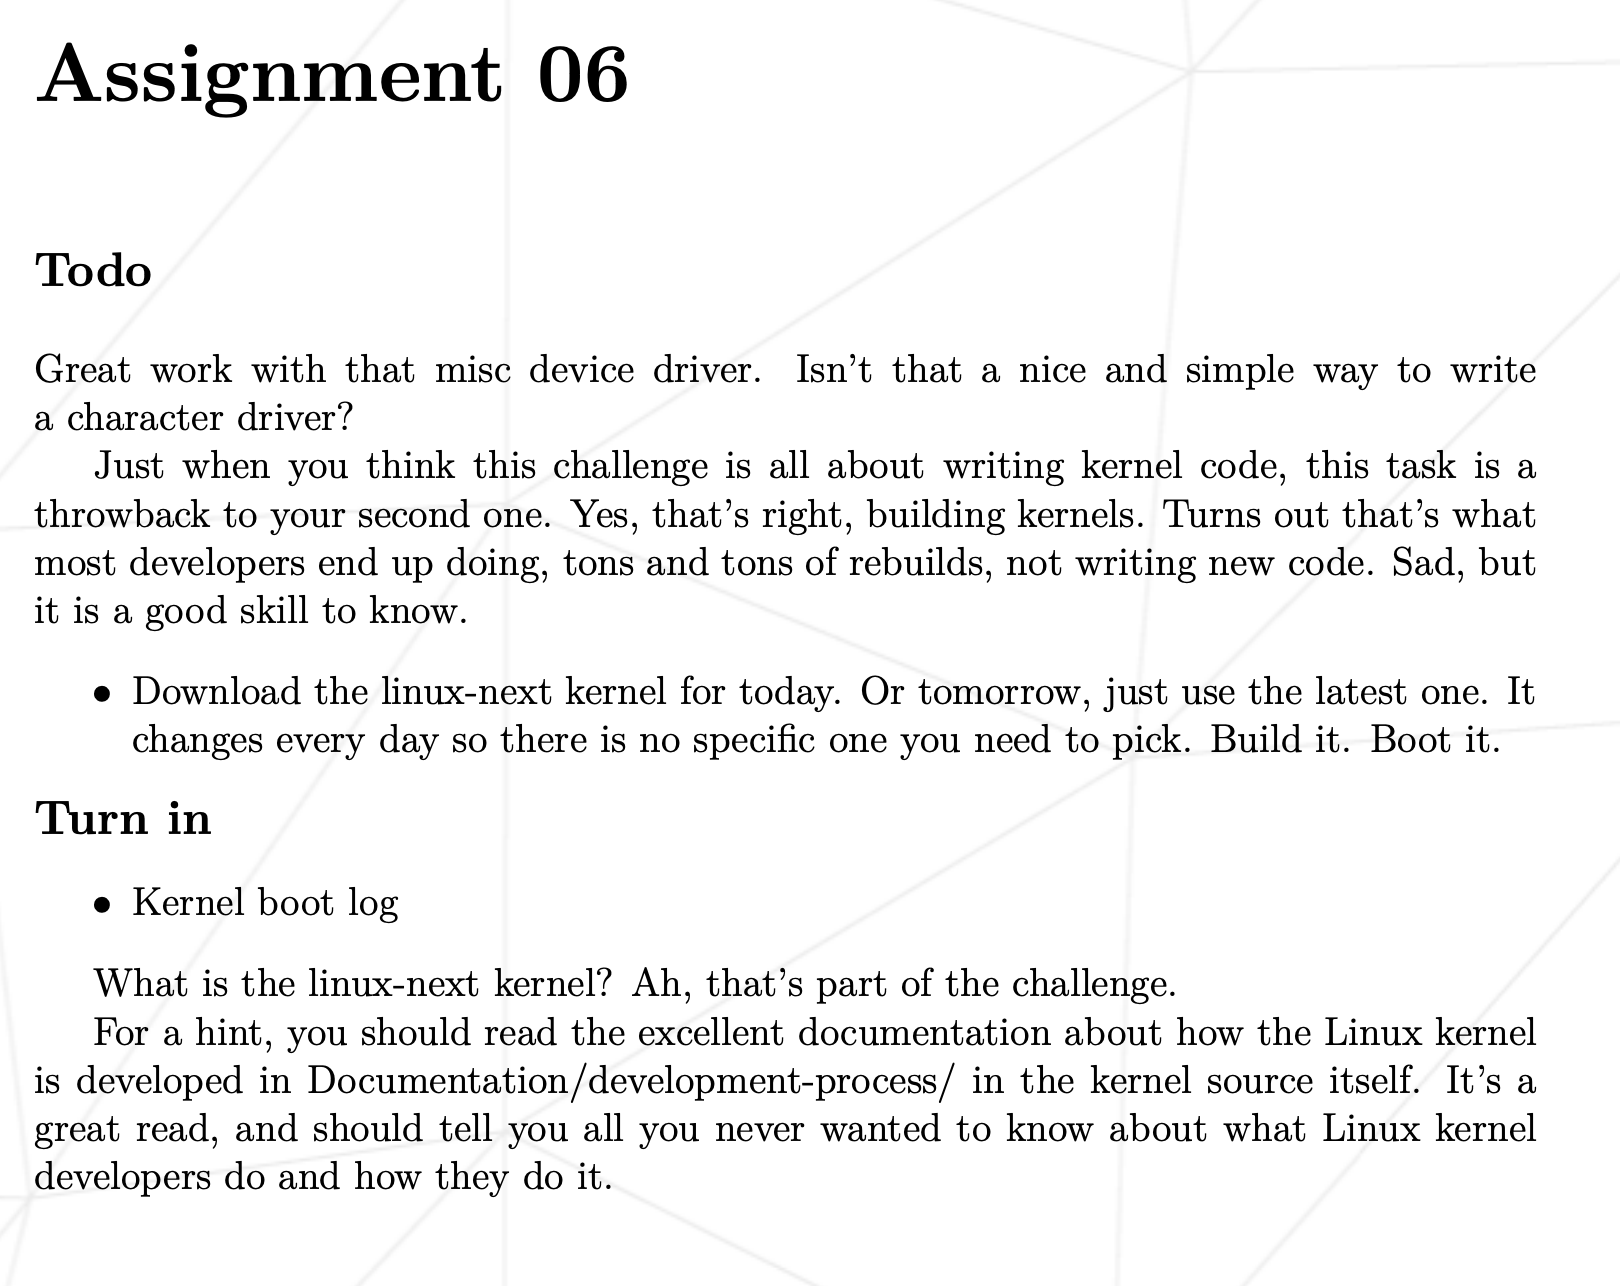 Assignment 06
Todo
Great work with that misc device driver. Isn't that a nice and simple way to write
a character driver?
Just when you think this challenge is all about writing kernel code, this task is a
throwback to your second one. Yes, that's right, building kernels. Turns out that's what
most developers end up doing, tons and tons of rebuilds, not writing new code. Sad, but
it is a good skill to know.
• Download the linux-next kernel for today. Or tomorrow, just use the latest one. It
changes every day so there is no specific one you need to pick. Build it. Boot it.
Turn in
• Kernel boot log
What is the linux-next kernel? Ah, that's part of the challenge.
For a hint, you should read the excellent documentation about how the Linux kernel
is developed in Documentation/development-process/ in the kernel source itself. It's a
great read, and should tell you all you never wanted to know about what Linux kernel
developers do and how they do it.